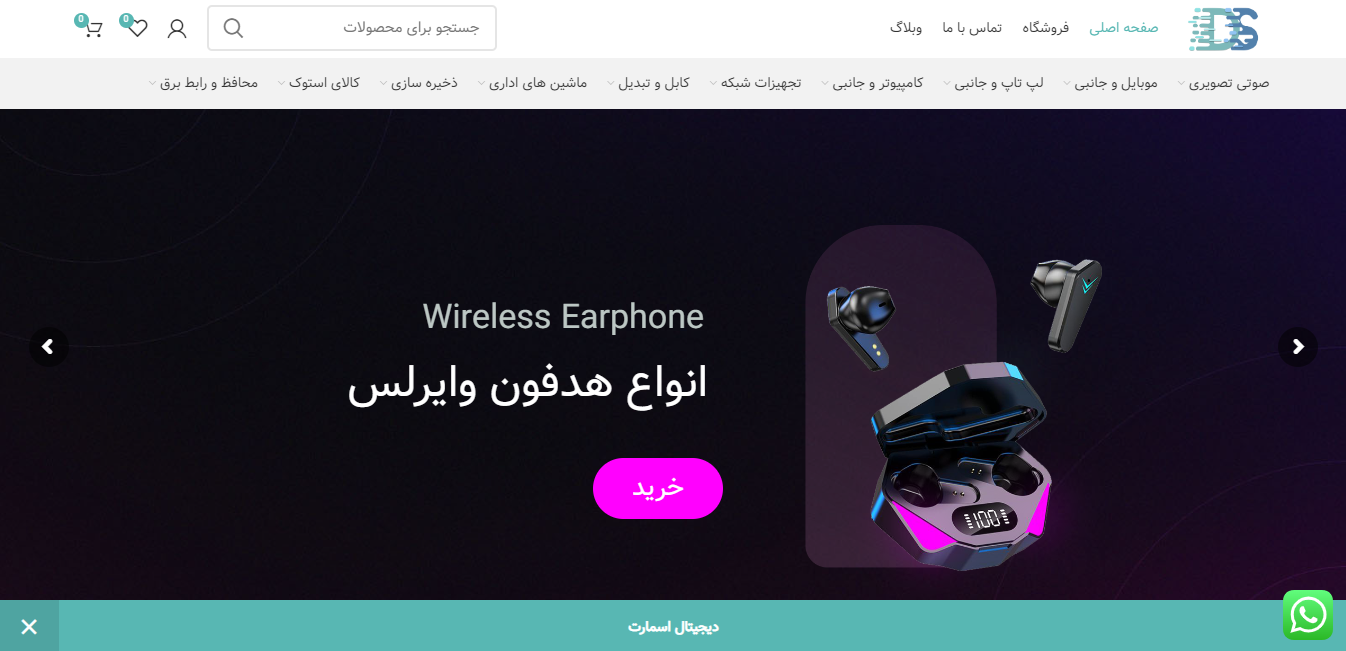 DS
صفحه اصلی
فروشگاه
تماس با ما
وبلاگ
جستجو برای محصولات
0
0
صوتی تصویری
موبایل و جانبی
لپ تاپ و جانبی
کامپیوتر و جانبی
تجهیزات شبکه
کابل و تبدیل
ماشین های اداری
ذخیره سازی
کالای استوک
محافظ و رابط برق
Wireless Earphone
انواع هدفون وایرلس
خرید
100
دیجیتال اسمارت